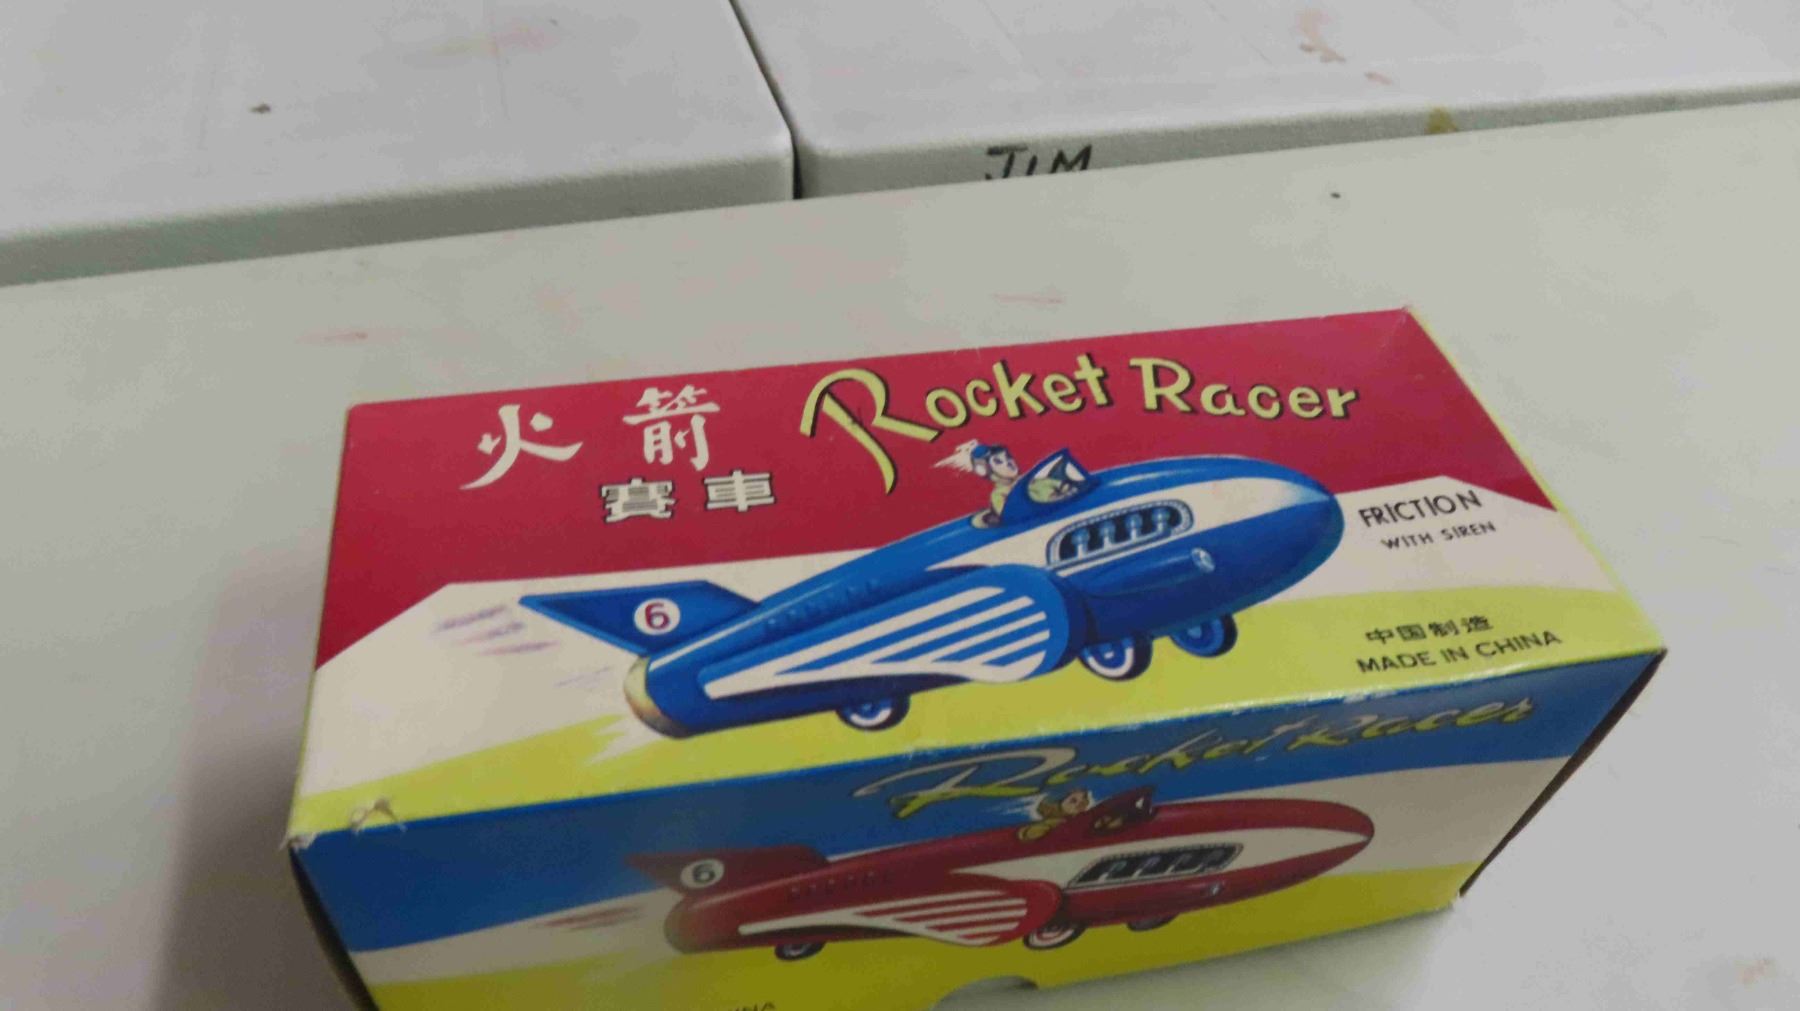 JIM
火箭
賽車
Rocket Racer
FRICTION
WITH SIREN
6
中国制造
MADE IN CHINA
Rocket Racer
6